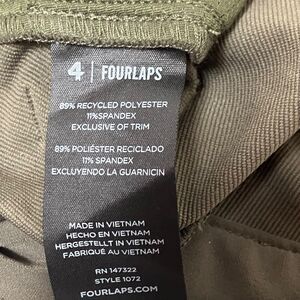 4 | FOURLAPS
89% RECYCLED POLYESTER
11% SPANDEX
EXCLUSIVE OF TRIM
89% POLIÉSTER RECICLADO
11% SPANDEX
EXCLUYENDO LA GUARNICIN
MADE IN VIETNAM
HECHO EN VIETNAM
HERGESTELLT IN VIETNAM
FABRIQUÉ AU VIETNAM
RN 147322
STYLE 1072
FOURLAPS.COM